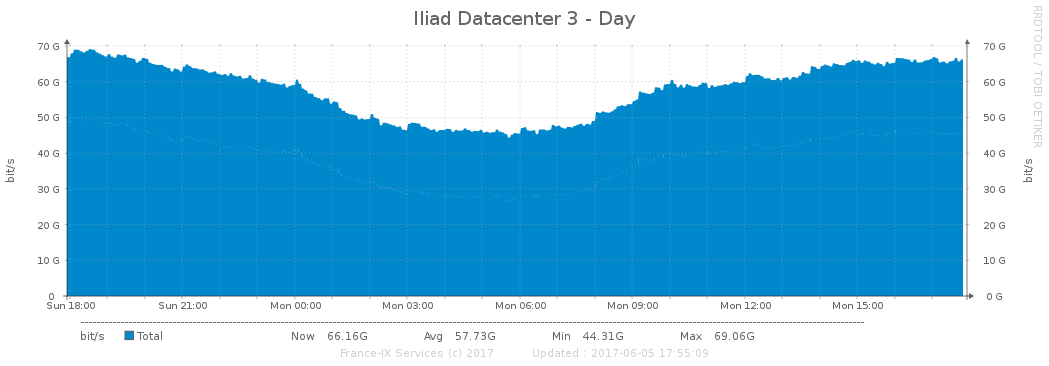 Iliad Datacenter 3 - Day
RRDTOOL / TOBI OETIKER
70 G 70 G
60 G 60 G
50 G 50 G
40 G 40 G
30 G 30 G
20 G 20 G
10 G 10 G
0 0 G
bit/s bit/s
Sun 18:00 Sun 21:00 Mon 00:00 Mon 03:00 Mon 06:00 Mon 09:00 Mon 12:00 Mon 15:00
bit/s Total Now 66.16G Avg 57.73G Min 44.31G Max 69.06G
France-IX Services (c) 2017 Updated : 2017-06-05 17:55:09